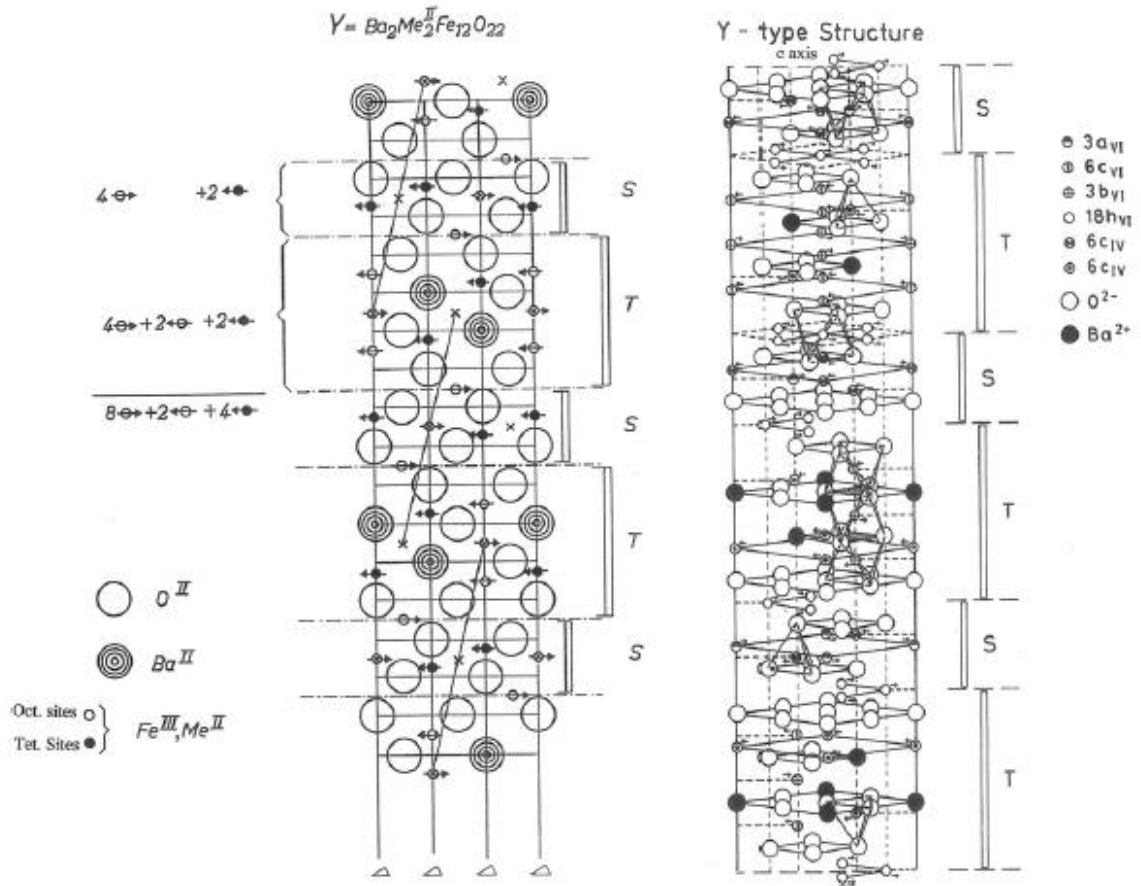 Y = Ba₂Me₂ᴵᴵFe₁₂O₂₂
4 +2
S
4 +2 +2
T
8 +2 +4
S
T
S
O ᴵᴵ
Ba ᴵᴵ
Oct. sites
Tet. Sites
Feᴵᴵᴵ, Meᴵᴵ
Y - type Structure
c axis
S
T
S
T
S
T
3aVI
6cVI
3bVI
18hVI
6cIV
6cIV
O²⁻
Ba²⁺